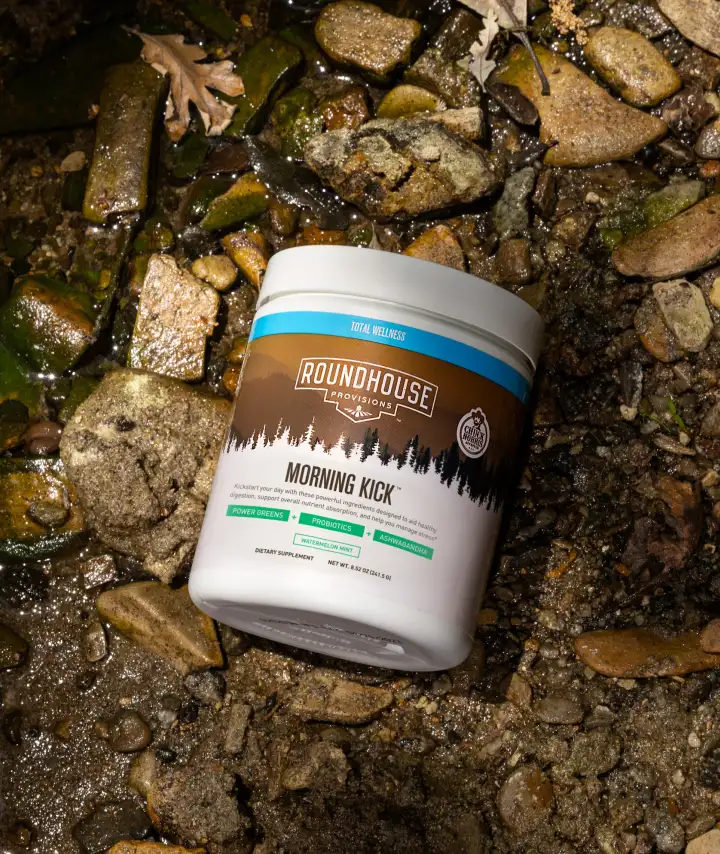 TOTAL WELLNESS
ROUNDHOUSE
PROVISIONS
CHUCK
NORRIS
MORNING KICK™
Kickstart your day with these powerful ingredients designed to aid healthy
digestion, support overall nutrient absorption, and help you manage stress*
POWER GREENS + PROBIOTICS + ASHWAGANDHA
WATERMELON MINT
DIETARY SUPPLEMENT NET WT. 8.52 OZ (241.5 G)